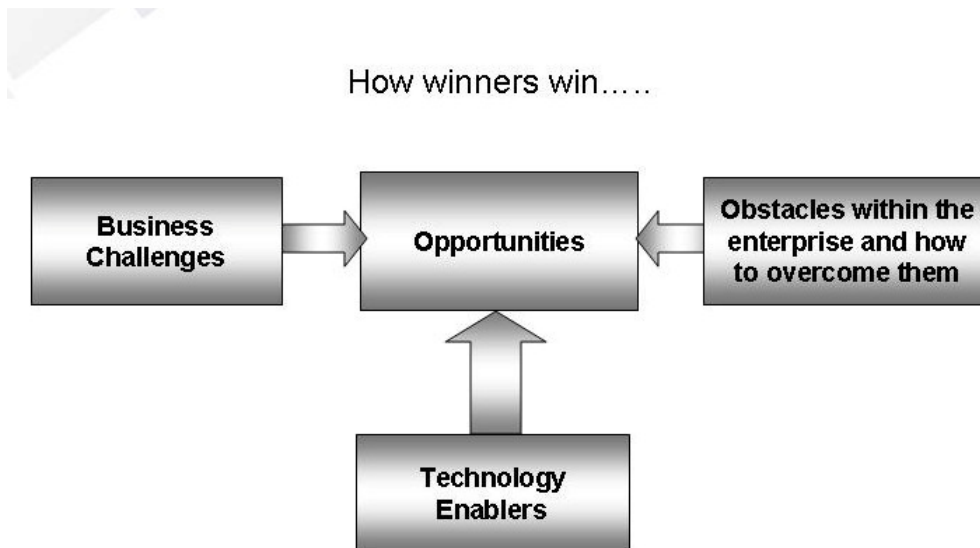 How winners win.....
Business
Challenges
Opportunities
Obstacles within the
enterprise and how
to overcome them
Technology
Enablers